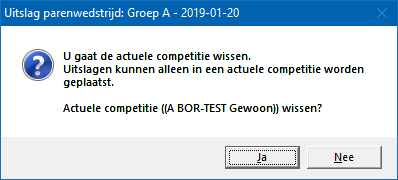 Uitslag parenwedstrijd: Groep A - 2019-01-20
U gaat de actuele competitie wissen.
Uitslagen kunnen alleen in een actuele competitie worden
geplaatst.
Actuele competitie ((A BOR-TEST Gewoon)) wissen?
Ja
Nee